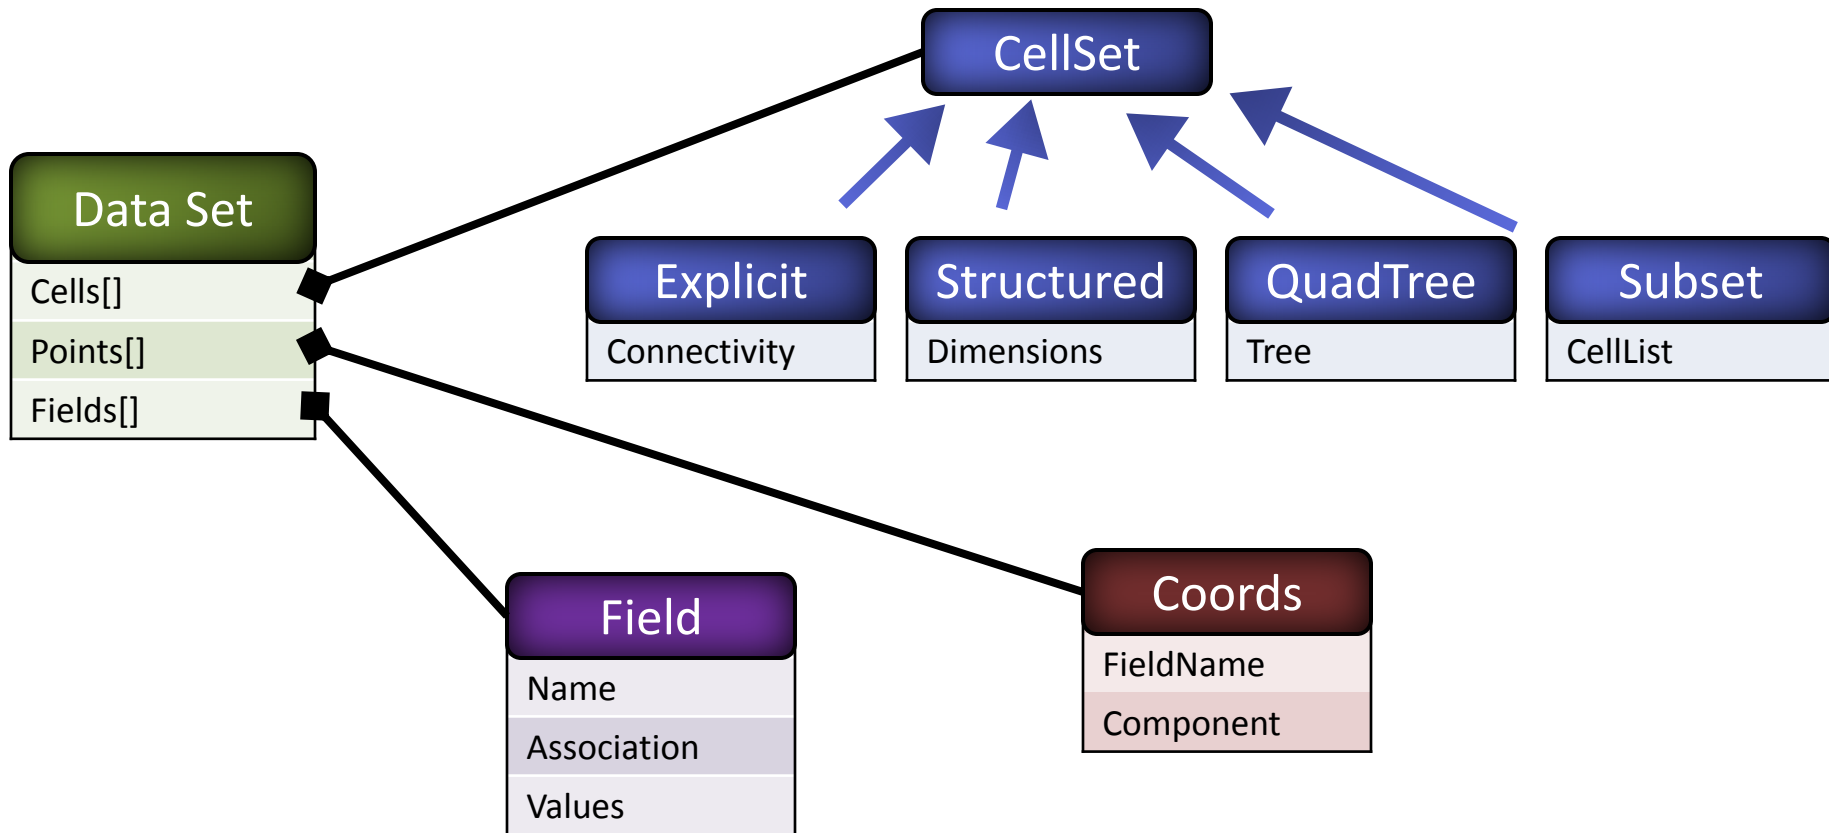 CellSet
Data Set
Cells[]
Points[]
Fields[]
Explicit
Connectivity
Structured
Dimensions
QuadTree
Tree
Subset
CellList
Field
Name
Association
Values
Coords
FieldName
Component